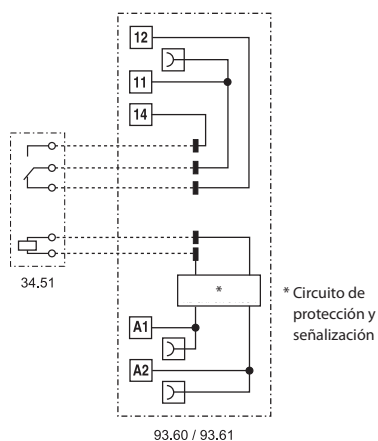 12
11
14
34.51
*
* Circuito de
protección y
señalización
A1
A2
93.60 / 93.61